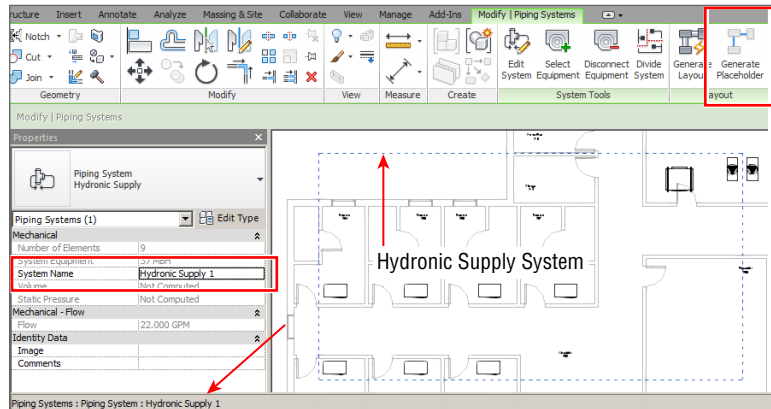 ructure Insert Annotate Analyze Massing & Site Collaborate View Manage Add-Ins Modify | Piping Systems
Notch
Cut
Join
Edit System
Select Equipment
Disconnect Equipment
Divide System
Generate Layou
Generate Placeholder
Geometry Modify View Measure Create System Tools ayout
Modify | Piping Systems
Properties
Piping System
Hydronic Supply
Piping Systems (1) Edit Type
Mechanical
Number of Elements 9
System Equipment 37 MBH
System Name Hydronic Supply 1
Volume Not Computed
Static Pressure Not Computed
Mechanical - Flow
Flow 22.000 GPM
Identity Data
Image
Comments
Hydronic Supply System
Piping Systems : Piping System : Hydronic Supply 1